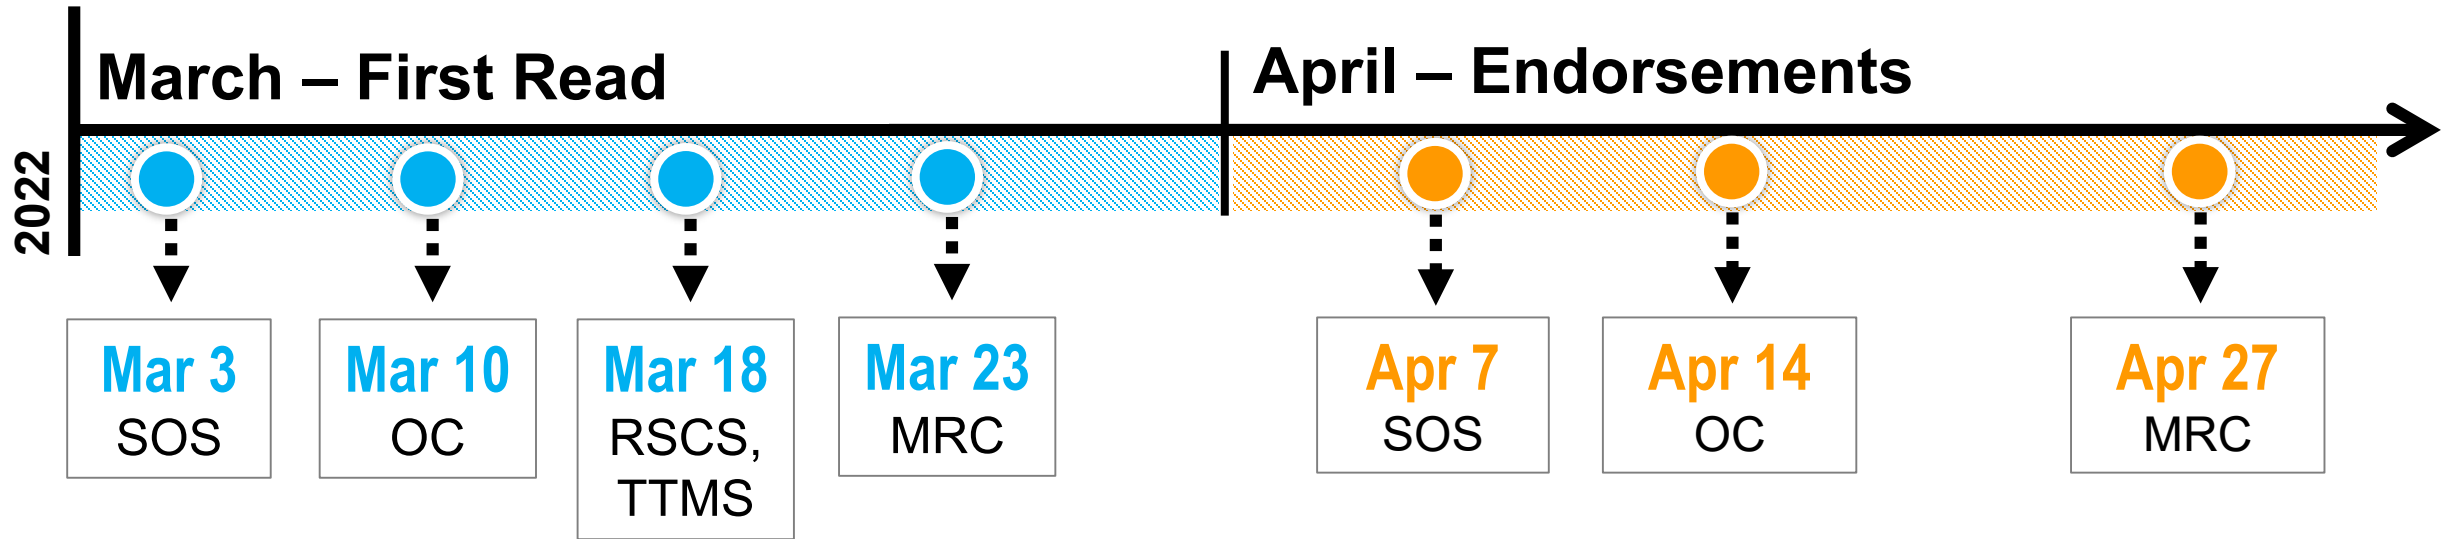 2022
March – First Read
April – Endorsements
Mar 3
SOS
Mar 10
OC
Mar 18
RSCS,
TTMS
Mar 23
MRC
Apr 7
SOS
Apr 14
OC
Apr 27
MRC